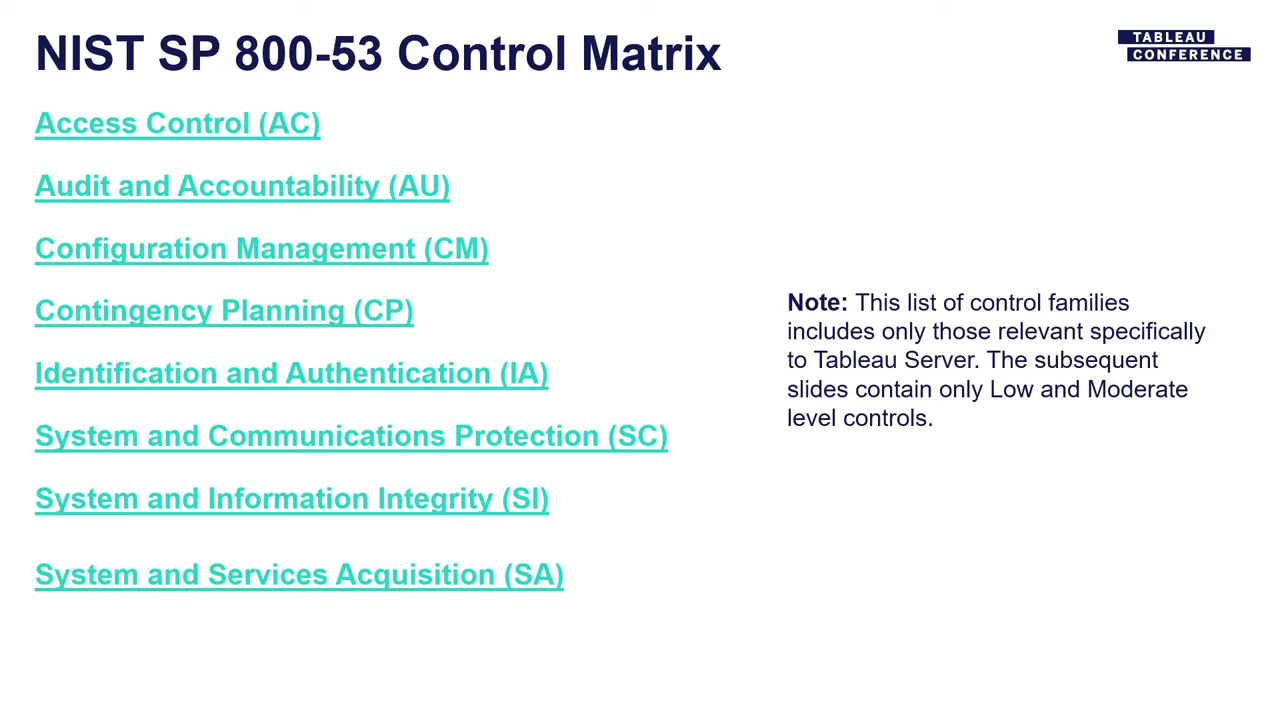 NIST SP 800-53 Control Matrix
TABLEAU
CONFERENCE
Access Control (AC)
Audit and Accountability (AU)
Configuration Management (CM)
Contingency Planning (CP)
Identification and Authentication (IA)
System and Communications Protection (SC)
System and Information Integrity (SI)
System and Services Acquisition (SA)
Note: This list of control families
includes only those relevant specifically
to Tableau Server. The subsequent
slides contain only Low and Moderate
level controls.